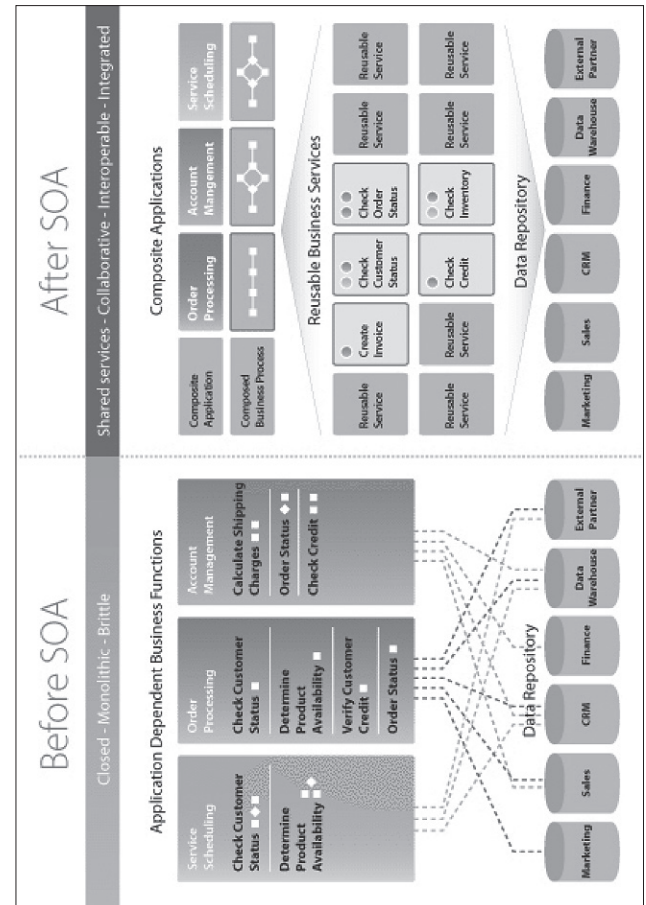 Before SOA
Closed - Monolithic - Brittle
Application Dependent Business Functions
Service
Scheduling
Check Customer
Status
Determine
Product
Availability
Order
Processing
Check Customer
Status
Determine
Product
Availability
Verify Customer
Credit
Order Status
Account
Management
Calculate Shipping
Charges
Order Status
Check Credit
Data Repository
Marketing
Sales
CRM
Finance
Data
Warehouse
External
Partner
After SOA
Shared services - Collaborative - Interoperable - Integrated
Composite Applications
Composite
Application
Order
Processing
Account
Mangement
Service
Scheduling
Composed
Business Process
Reusable Business Services
Reusable
Service
Create
Invoice
Check
Customer
Status
Check
Order
Status
Reusable
Service
Reusable
Service
Reusable
Service
Reusable
Service
Check
Credit
Check
Inventory
Reusable
Service
Reusable
Service
Data Repository
Marketing
Sales
CRM
Finance
Data
Warehouse
External
Partner